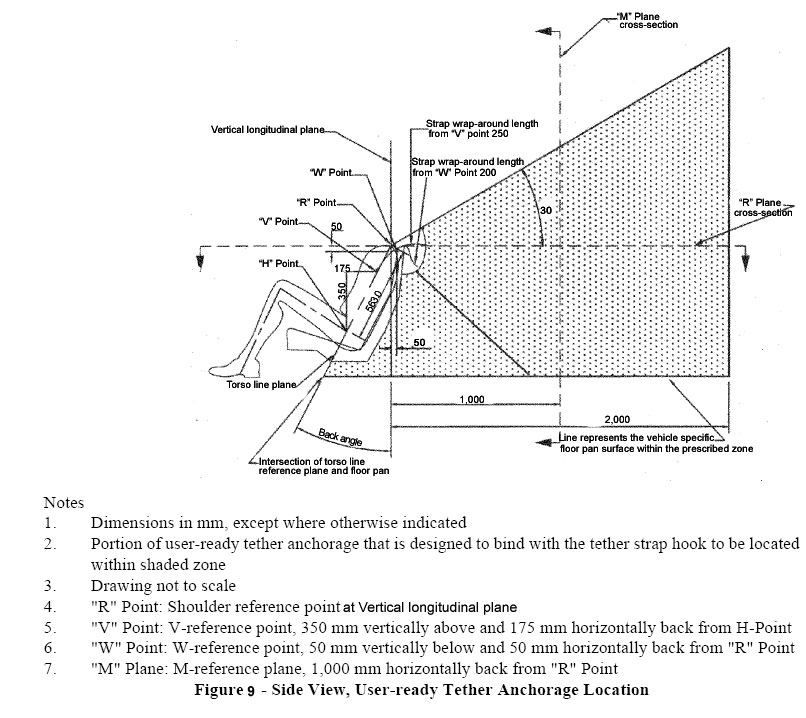 "M" Plane
cross-section
Vertical longitudinal plane
Strap wrap-around length
from "V" point 250
Strap wrap-around length
from "W" Point 200
"W" Point
"R" Point
"V" Point
50
30
"R" Plane
cross-section
"H" Point
175
350
563.0
50
Torso line plane
1,000
2,000
Back angle
Line represents the vehicle specific
floor pan surface within the prescribed zone
Intersection of torso line
reference plane and floor pan
Notes
1. Dimensions in mm, except where otherwise indicated
2. Portion of user-ready tether anchorage that is designed to bind with the tether strap hook to be located
within shaded zone
3. Drawing not to scale
4. "R" Point: Shoulder reference point at Vertical longitudinal plane
5. "V" Point: V-reference point, 350 mm vertically above and 175 mm horizontally back from H-Point
6. "W" Point: W-reference point, 50 mm vertically below and 50 mm horizontally back from "R" Point
7. "M" Plane: M-reference plane, 1,000 mm horizontally back from "R" Point
Figure 9 - Side View, User-ready Tether Anchorage Location